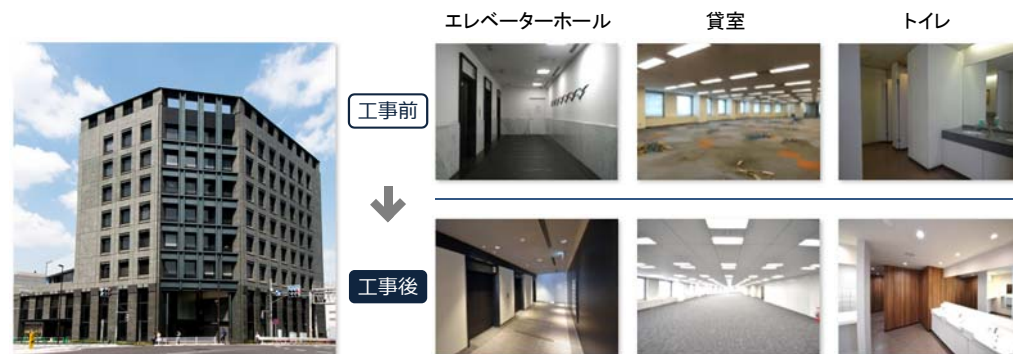 エレベーターホール
貸室
トイレ
工事前
工事後